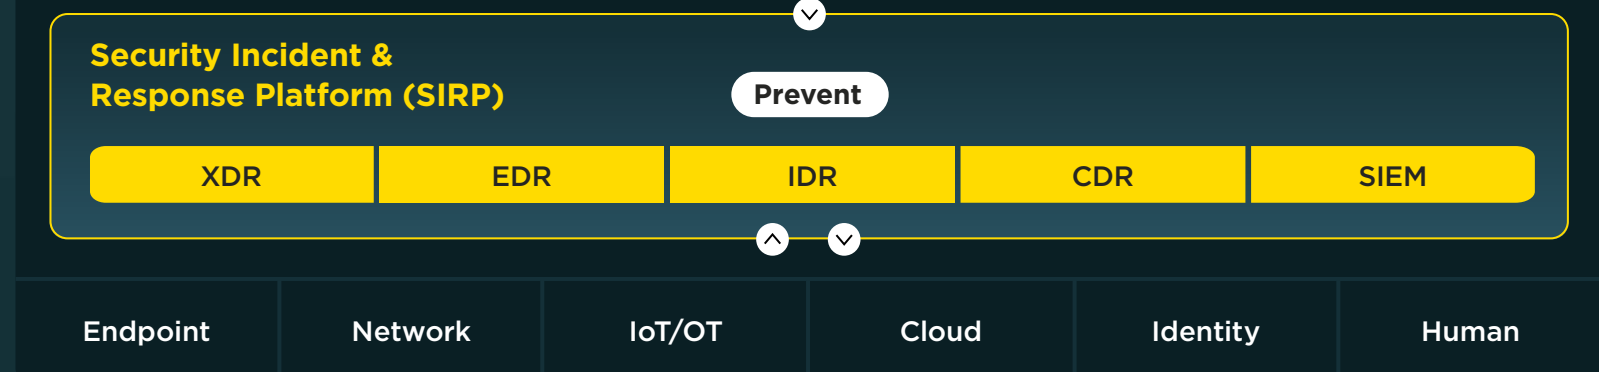 Security Incident &
Response Platform (SIRP)
Prevent
XDR EDR IDR CDR SIEM
Endpoint Network IoT/OT Cloud Identity Human